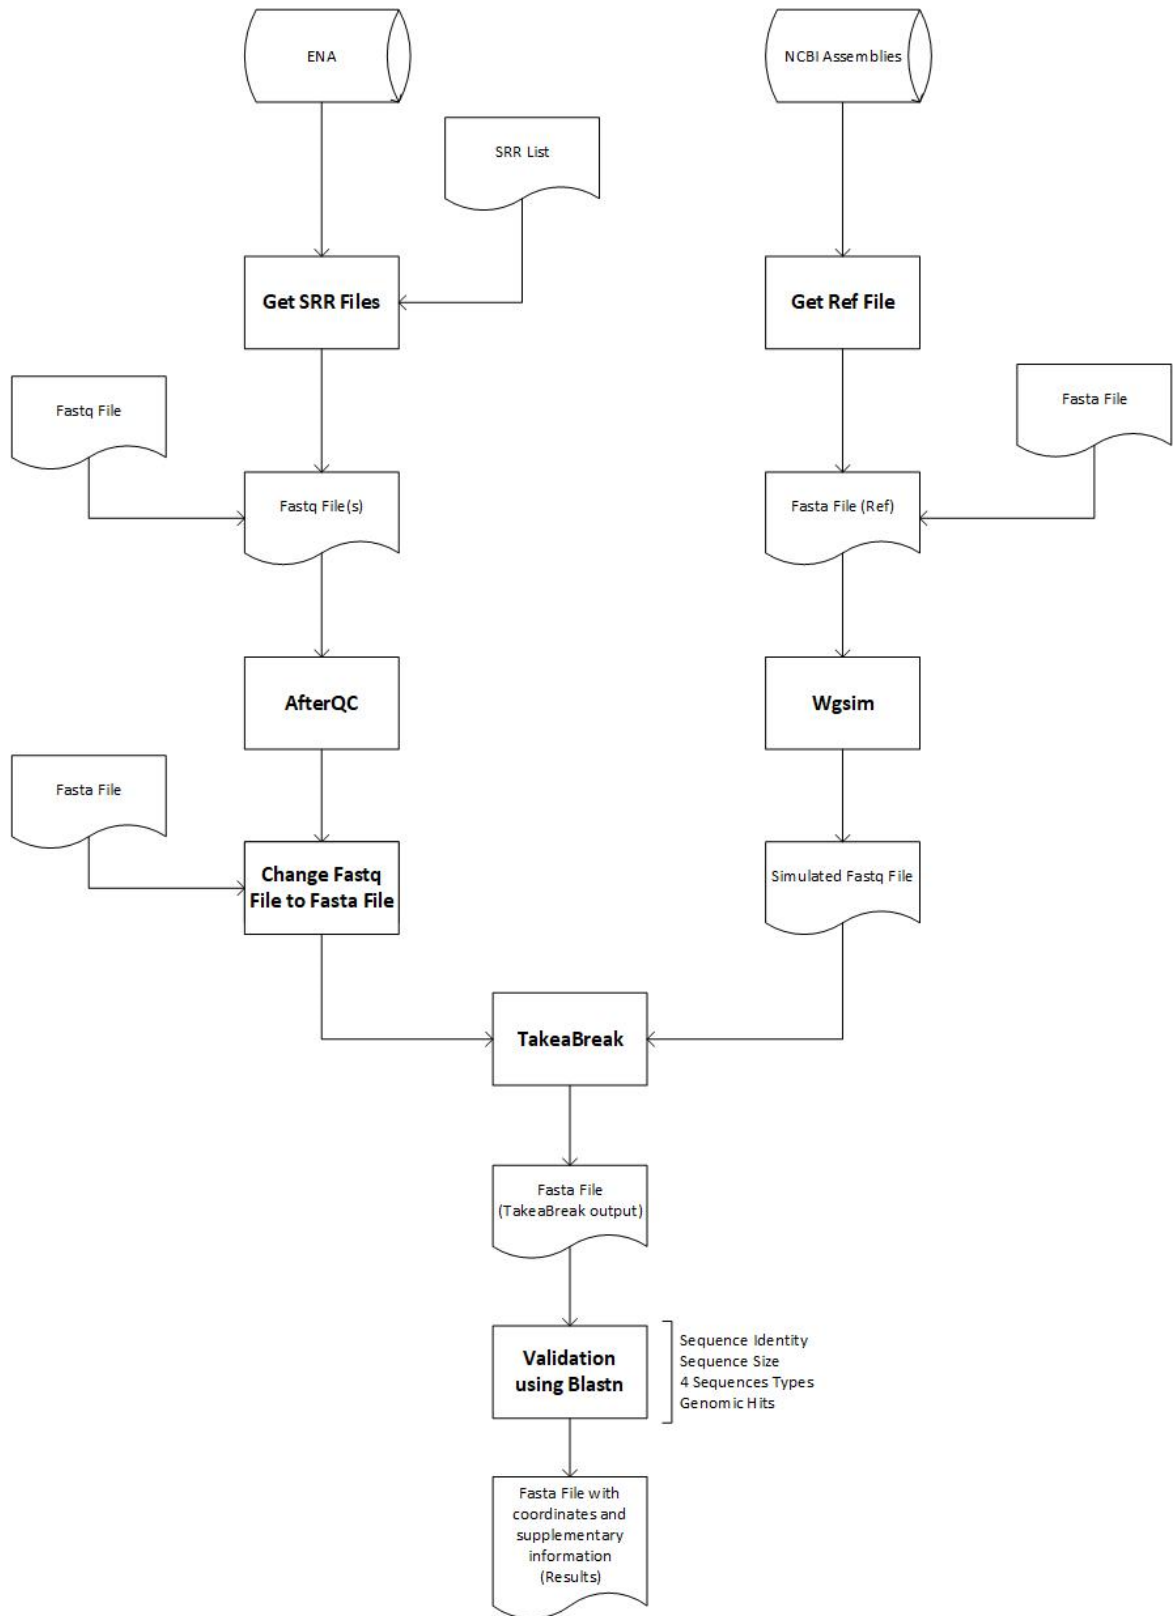 ENA
NCBI Assemblies
SRR List
Get SRR Files
Get Ref File
Fastq File
Fasta File
Fastq File(s)
Fasta File (Ref)
AfterQC
Wgsim
Fasta File
Change Fastq
File to Fasta File
Simulated Fastq File
TakeaBreak
Fasta File
(TakeaBreak output)
Validation
using Blastn
Sequence Identity
Sequence Size
4 Sequences Types
Genomic Hits
Fasta File with
coordinates and
supplementary
information
(Results)